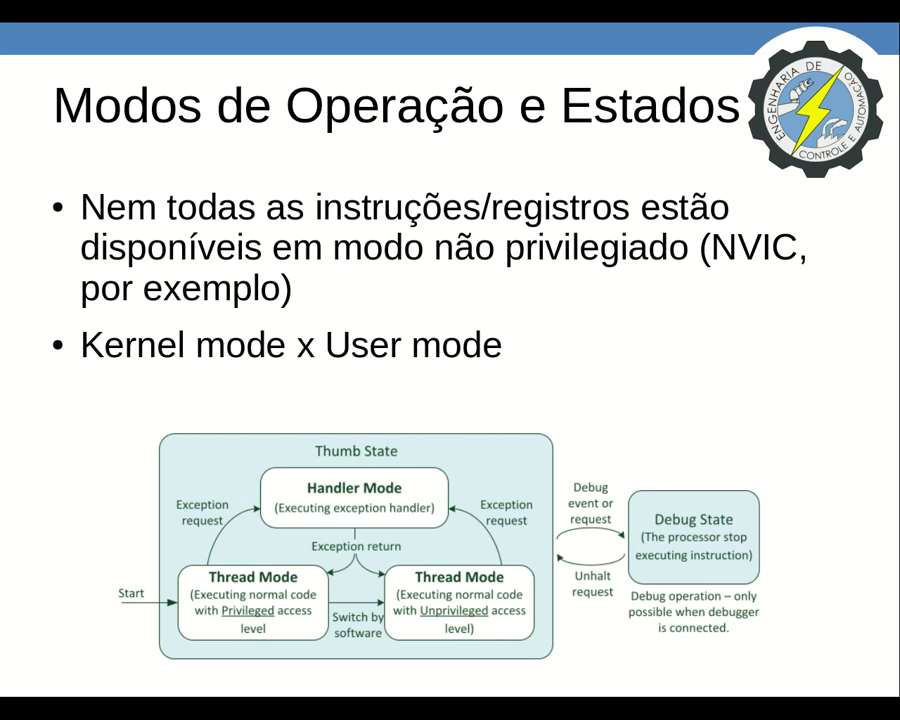 Modos de Operação e Estados
ENGENHARIA DE
CONTROLE E AUTOMAÇÃO
• Nem todas as instruções/registros estão
disponíveis em modo não privilegiado (NVIC,
por exemplo)
• Kernel mode x User mode
Thumb State
Handler Mode
(Executing exception handler)
Exception
request
Exception
request
Exception return
Start
Thread Mode
(Executing normal code
with Privileged access
level
Switch by
software
Thread Mode
(Executing normal code
with Unprivileged access
level)
Debug
event or
request
Unhalt
request
Debug State
(The processor stop
executing instruction)
Debug operation – only
possible when debugger
is connected.